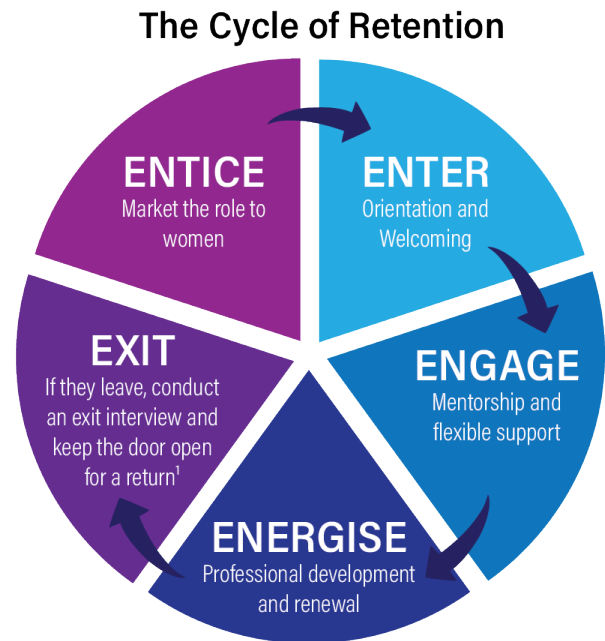 The Cycle of Retention
ENTICE
Market the role to
women
ENTER
Orientation and
Welcoming
ENGAGE
Mentorship and
flexible support
ENERGISE
Professional development
and renewal
EXIT
If they leave, conduct
an exit interview and
keep the door open
for a return¹